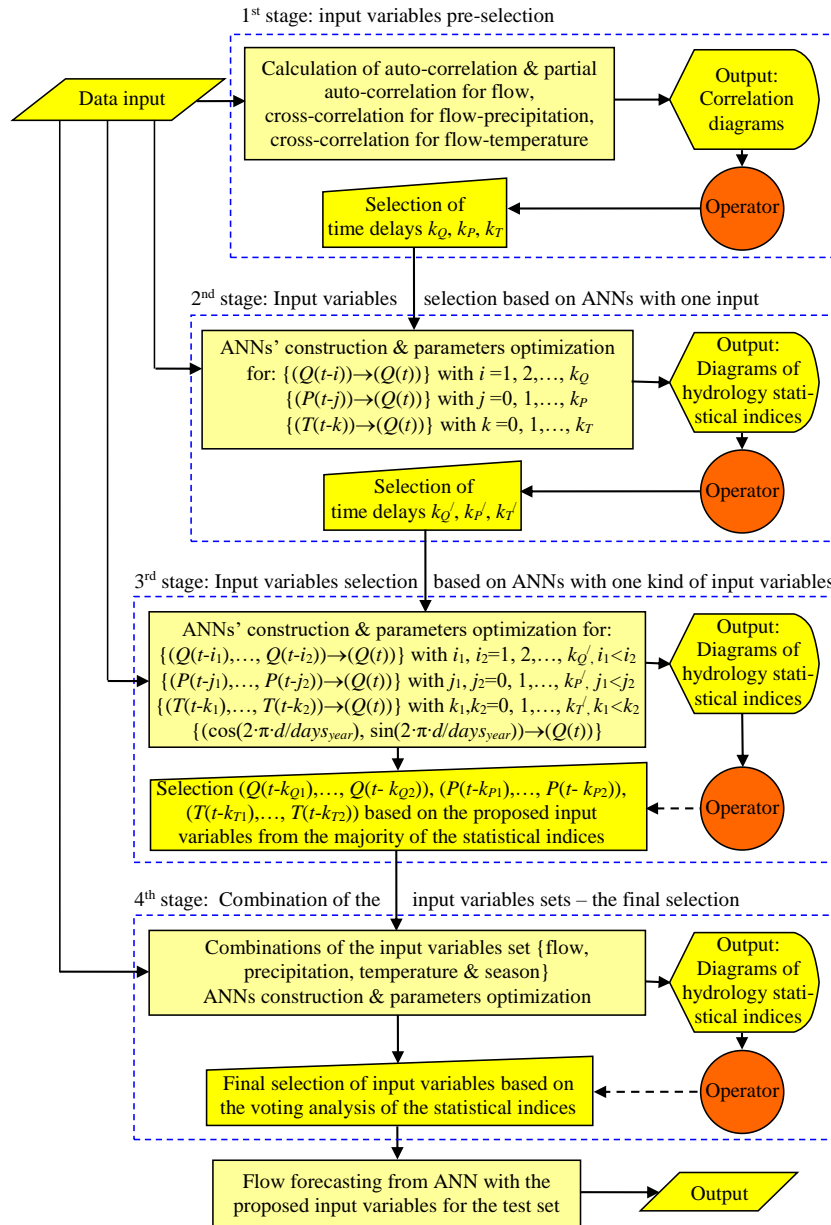 1st stage: input variables pre-selection
Data input
Calculation of auto-correlation & partial
auto-correlation for flow,
cross-correlation for flow-precipitation,
cross-correlation for flow-temperature
Output:
Correlation
diagrams
Operator
Selection of
time delays kQ, kP, kT
2nd stage: Input variables selection based on ANNs with one input
ANNs' construction & parameters optimization
for: {(Q(t-i))→(Q(t))} with i =1, 2,…, kQ
{(P(t-j))→(Q(t))} with j =0, 1,…, kP
{(T(t-k))→(Q(t))} with k =0, 1,…, kT
Output:
Diagrams of
hydrology stati-
stical indices
Operator
Selection of
time delays kQ/, kP/, kT/
3rd stage: Input variables selection based on ANNs with one kind of input variables
ANNs' construction & parameters optimization for:
{(Q(t-i1),…, Q(t-i2))→(Q(t))} with i1, i2=1, 2,…, kQ/, i1<i2
{(P(t-j1),…, P(t-j2))→(Q(t))} with j1, j2=0, 1,…, kP/, j1<j2
{(T(t-k1),…, T(t-k2))→(Q(t))} with k1,k2=0, 1,…, kT/, k1<k2
{(cos(2·π·d/daysyear), sin(2·π·d/daysyear))→(Q(t))}
Output:
Diagrams of
hydrology stati-
stical indices
Operator
Selection (Q(t-kQ1),…, Q(t- kQ2)), (P(t-kP1),…, P(t- kP2)),
(T(t-kT1),…, T(t-kT2)) based on the proposed input
variables from the majority of the statistical indices
4th stage: Combination of the input variables sets – the final selection
Combinations of the input variables set {flow,
precipitation, temperature & season}
ANNs construction & parameters optimization
Output:
Diagrams of
hydrology stati-
stical indices
Operator
Final selection of input variables based on
the voting analysis of the statistical indices
Flow forecasting from ANN with the
proposed input variables for the test set
Output